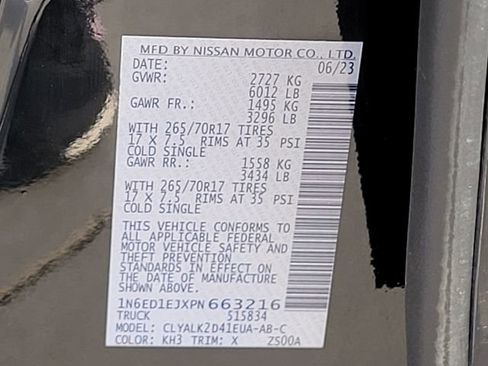 MFD BY NISSAN MOTOR CO., LTD.
DATE: 06/23
GVWR: 2727 KG
6012 LB
GAWR FR.: 1495 KG
3296 LB
WITH 265/70R17 TIRES
17 X 7.5 RIMS AT 35 PSI
COLD SINGLE
GAWR RR.: 1558 KG
3434 LB
WITH 265/70R17 TIRES
17 X 7.5 RIMS AT 35 PSI
COLD SINGLE
THIS VEHICLE CONFORMS TO
ALL APPLICABLE FEDERAL
MOTOR VEHICLE SAFETY AND
THEFT PREVENTION
STANDARDS IN EFFECT ON
THE DATE OF MANUFACTURE
SHOWN ABOVE.
1N6ED1EJXPN663216
TRUCK 515834
MODEL: CLYALK2D41EUA-AB-C
COLOR: KH3 TRIM: X ZS00A